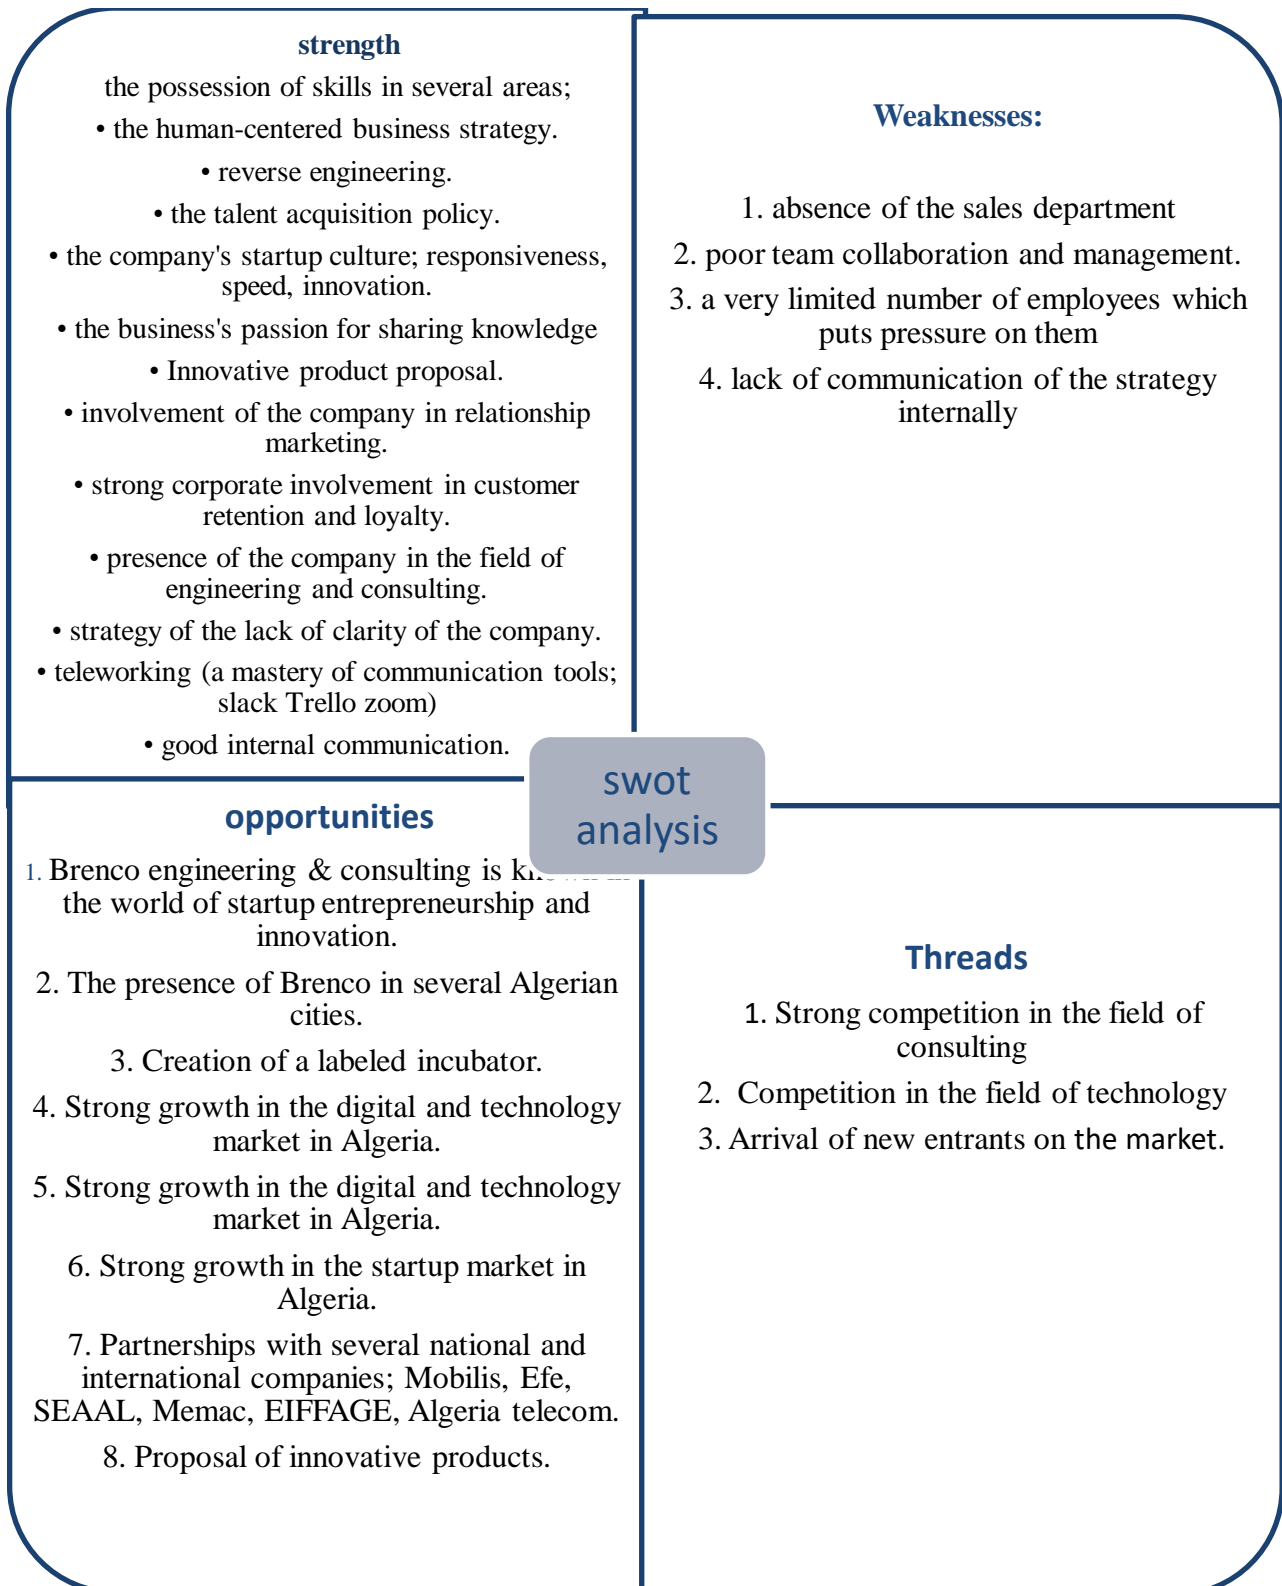 strength
the possession of skills in several areas;
• the human-centered business strategy.
• reverse engineering.
• the talent acquisition policy.
• the company's startup culture; responsiveness,
speed, innovation.
• the business's passion for sharing knowledge
• Innovative product proposal.
• involvement of the company in relationship
marketing.
• strong corporate involvement in customer
retention and loyalty.
• presence of the company in the field of
engineering and consulting.
• strategy of the lack of clarity of the company.
• teleworking (a mastery of communication tools;
slack Trello zoom)
• good internal communication.
Weaknesses:
1. absence of the sales department
2. poor team collaboration and management.
3. a very limited number of employees which
puts pressure on them
4. lack of communication of the strategy
internally
swot
analysis
opportunities
1. Brenco engineering & consulting is
the world of startup entrepreneurship and
innovation.
2. The presence of Brenco in several Algerian
cities.
3. Creation of a labeled incubator.
4. Strong growth in the digital and technology
market in Algeria.
5. Strong growth in the digital and technology
market in Algeria.
6. Strong growth in the startup market in
Algeria.
7. Partnerships with several national and
international companies; Mobilis, Efe,
SEAAL, Memac, EIFFAGE, Algeria telecom.
8. Proposal of innovative products.
Threads
1. Strong competition in the field of
consulting
2. Competition in the field of technology
3. Arrival of new entrants on the market.